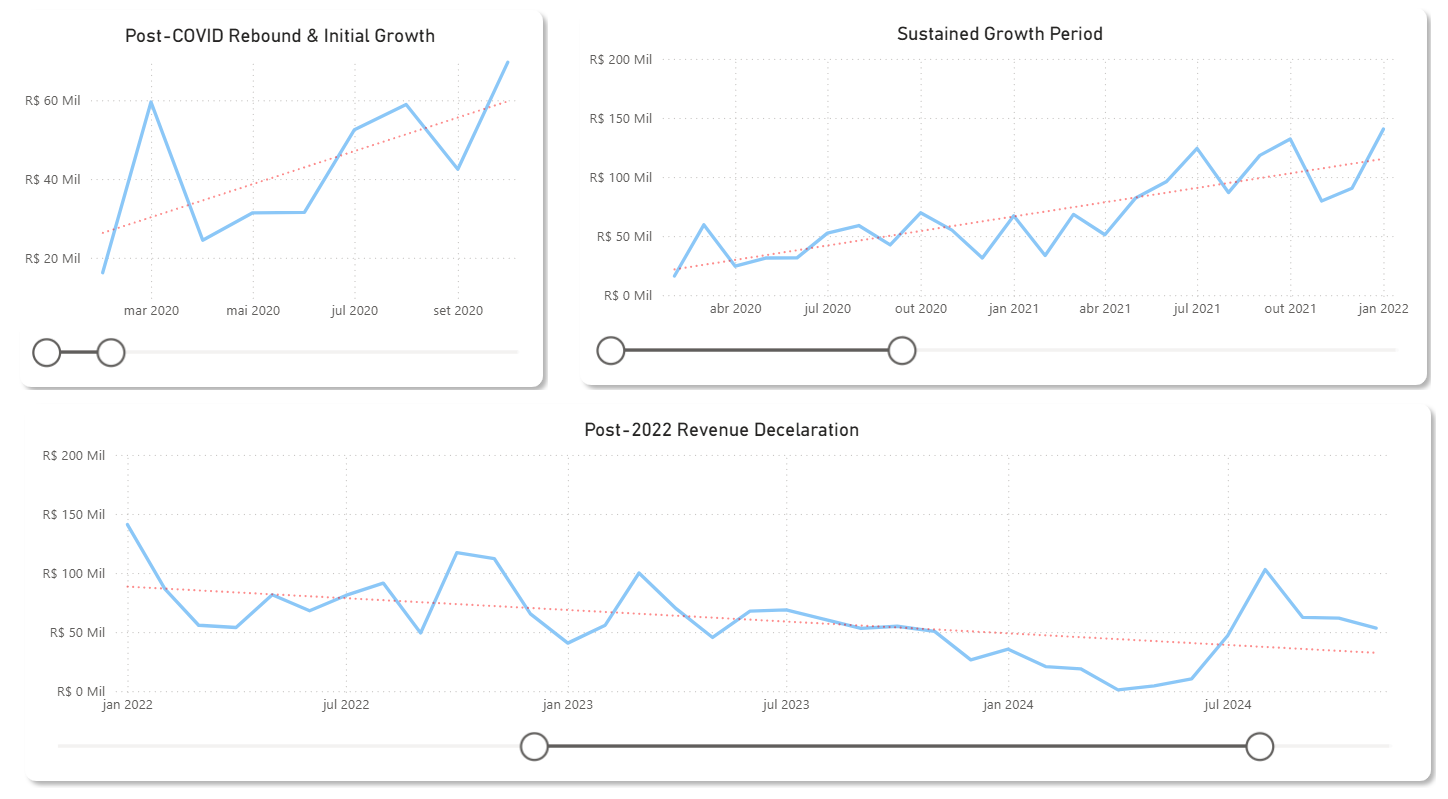 Post-COVID Rebound & Initial Growth
R$ 60 Mil
R$ 40 Mil
R$ 20 Mil
mar 2020 mai 2020 jul 2020 set 2020
Sustained Growth Period
R$ 200 Mil
R$ 150 Mil
R$ 100 Mil
R$ 50 Mil
R$ 0 Mil
abr 2020 jul 2020 out 2020 jan 2021 abr 2021 jul 2021 out 2021 jan 2022
Post-2022 Revenue Decelaration
R$ 200 Mil
R$ 150 Mil
R$ 100 Mil
R$ 50 Mil
R$ 0 Mil
jan 2022 jul 2022 jan 2023 jul 2023 jan 2024 jul 2024